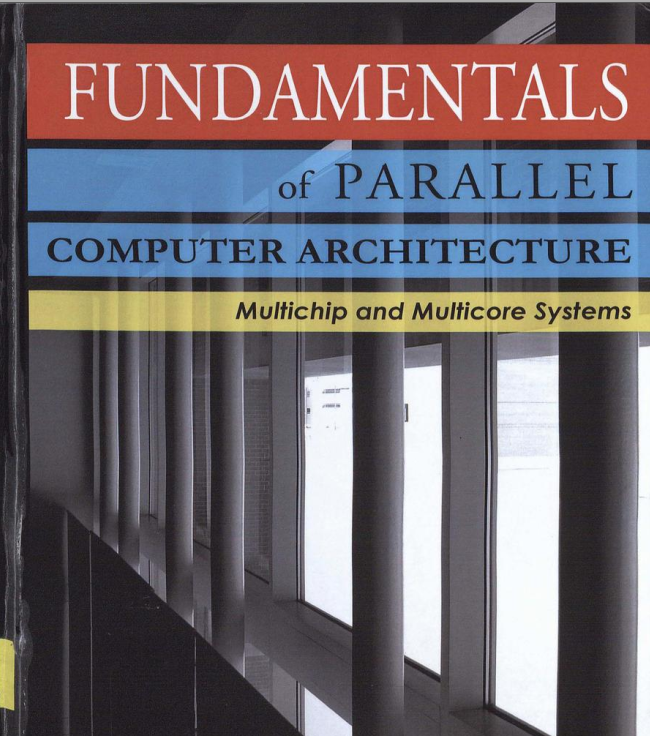 FUNDAMENTALS
of PARALLEL
COMPUTER ARCHITECTURE
Multichip and Multicore Systems